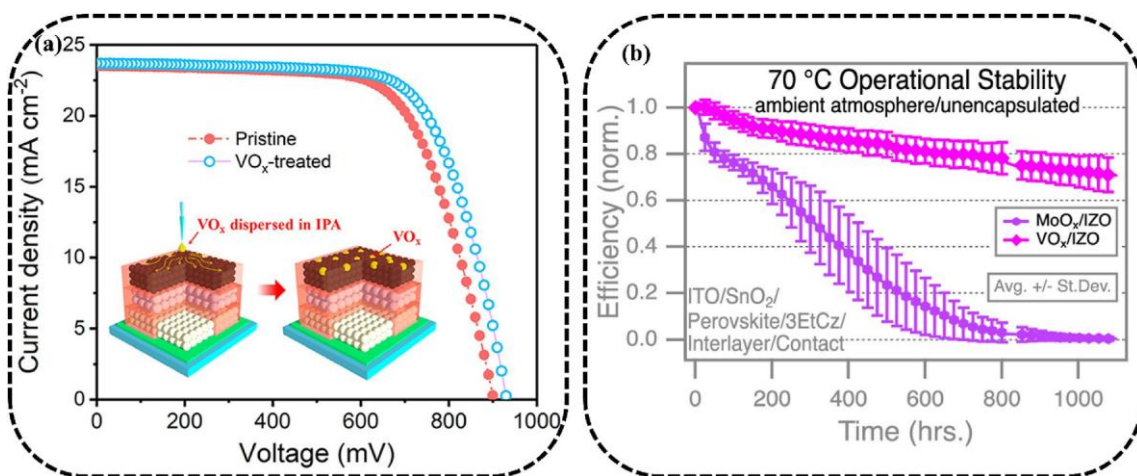 (a)
25
20
15
10
5
0
Current density (mA cm⁻²)
Pristine
VOₓ-treated
VOₓ dispersed in IPA
VOₓ
0 200 400 600 800 1000
Voltage (mV)
(b)
70 °C Operational Stability
ambient atmosphere/unencapsulated
1.0
0.8
0.6
0.4
0.2
0.0
Efficiency (norm.)
MoOₓ/IZO
VOₓ/IZO
Avg. +/- St.Dev.
ITO/SnO₂/
Perovskite/3EtCz/
Interlayer/Contact
200 400 600 800 1000
Time (hrs.)